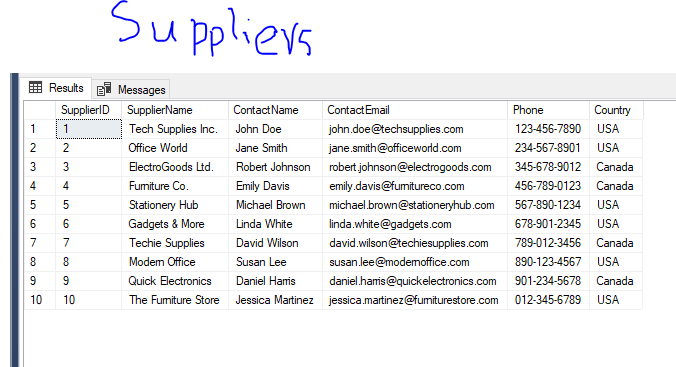 Suppliers
Results Messages
SupplierID SupplierName ContactName ContactEmail Phone Country
1 1 Tech Supplies Inc. John Doe john.doe@techsupplies.com 123-456-7890 USA
2 2 Office World Jane Smith jane.smith@officeworld.com 234-567-8901 USA
3 3 ElectroGoods Ltd. Robert Johnson robert.johnson@electrogoods.com 345-678-9012 Canada
4 4 Furniture Co. Emily Davis emily.davis@furnitureco.com 456-789-0123 Canada
5 5 Stationery Hub Michael Brown michael.brown@stationeryhub.com 567-890-1234 USA
6 6 Gadgets & More Linda White linda.white@gadgets.com 678-901-2345 USA
7 7 Techie Supplies David Wilson david.wilson@techiesupplies.com 789-012-3456 Canada
8 8 Modern Office Susan Lee susan.lee@modernoffice.com 890-123-4567 USA
9 9 Quick Electronics Daniel Harris daniel.harris@quickelectronics.com 901-234-5678 Canada
10 10 The Furniture Store Jessica Martinez jessica.martinez@furniturestore.com 012-345-6789 USA